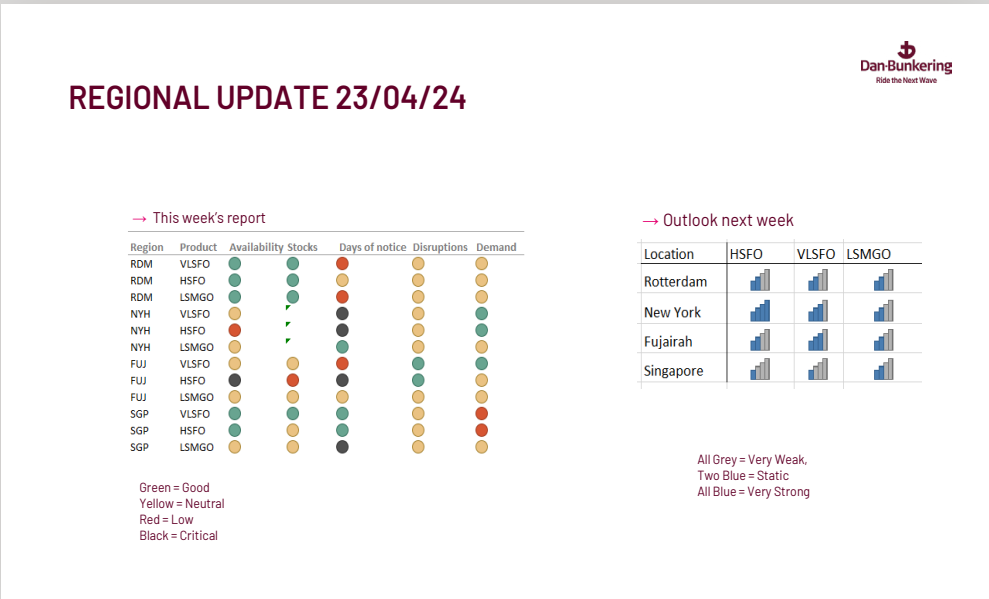 Dan-Bunkering
Ride the Next Wave
REGIONAL UPDATE 23/04/24
→ This week's report
Region Product Availability Stocks Days of notice Disruptions Demand
RDM VLSFO
RDM HSFO
RDM LSMGO
NYH VLSFO
NYH HSFO
NYH LSMGO
FUJ VLSFO
FUJ HSFO
FUJ LSMGO
SGP VLSFO
SGP HSFO
SGP LSMGO
Green = Good
Yellow = Neutral
Red = Low
Black = Critical
→ Outlook next week
Location HSFO VLSFO LSMGO
Rotterdam
New York
Fujairah
Singapore
All Grey = Very Weak,
Two Blue = Static
All Blue = Very Strong